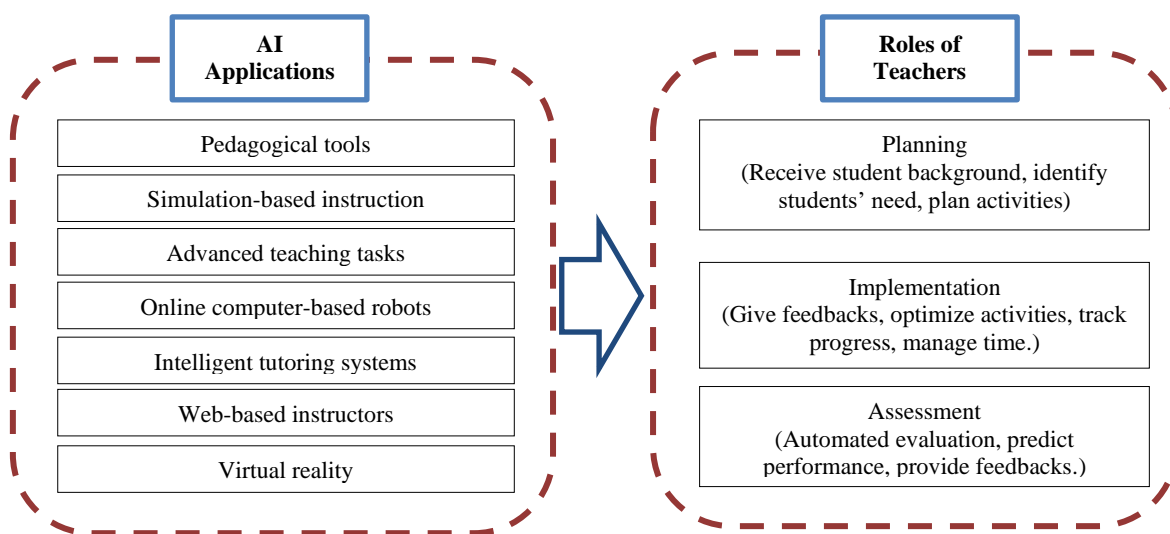 AI
Applications
Pedagogical tools
Simulation-based instruction
Advanced teaching tasks
Online computer-based robots
Intelligent tutoring systems
Web-based instructors
Virtual reality
Roles of
Teachers
Planning
(Receive student background, identify
students’ need, plan activities)
Implementation
(Give feedbacks, optimize activities, track
progress, manage time.)
Assessment
(Automated evaluation, predict
performance, provide feedbacks.)